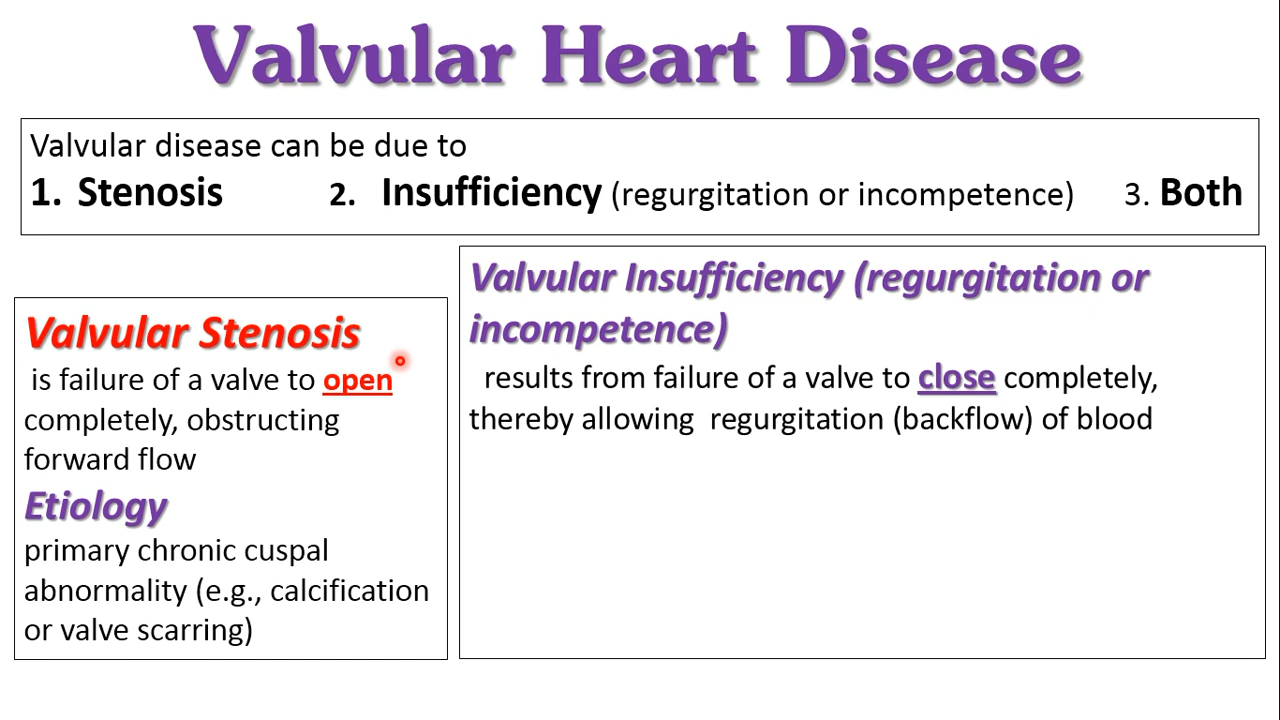 Valvular Heart Disease
Valvular disease can be due to
1. Stenosis 2. Insufficiency (regurgitation or incompetence) 3. Both
Valvular Stenosis
is failure of a valve to open
completely, obstructing
forward flow
Etiology
primary chronic cuspal
abnormality (e.g., calcification
or valve scarring)
Valvular Insufficiency (regurgitation or
incompetence)
results from failure of a valve to close completely,
thereby allowing regurgitation (backflow) of blood